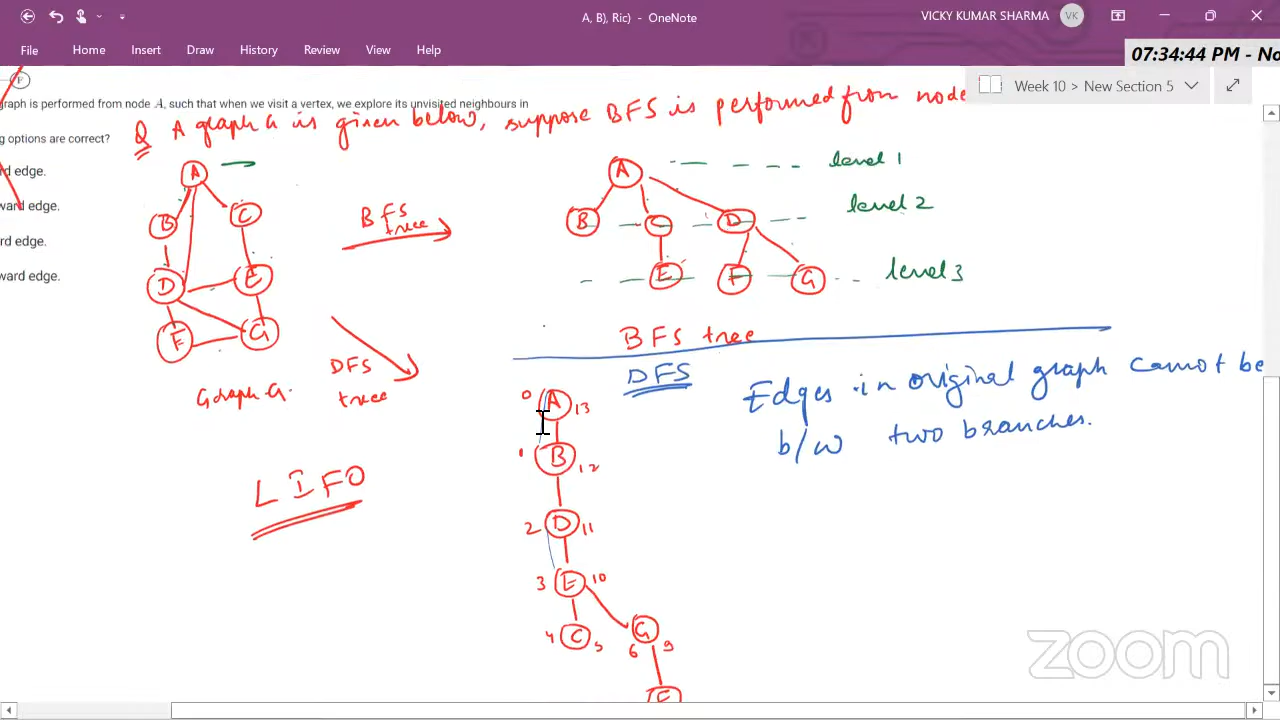 A, B), Ric) - OneNote
VICKY KUMAR SHARMA VK
File Home Insert Draw History Review View Help
07:34:44 PM - No
Week 10 > New Section 5
F
graph is performed from node A, such that when we visit a vertex, we explore its unvisited neighbours in
Q A graph G is given below, suppose BFS is performed from node
g options are correct?
rd edge.
ward edge.
rd edge.
ward edge.
A
B C
D E
F G
Graph G.
BFS
tree
DFS
tree
A level 1
B C D level 2
E F G level 3
BFS tree
DFS
Edges in original graph cannot be
b/w two branches.
LIFO
0 A 13
1 B 12
2 D 11
3 E 10
4 C 5
G
6 9
F
zoom